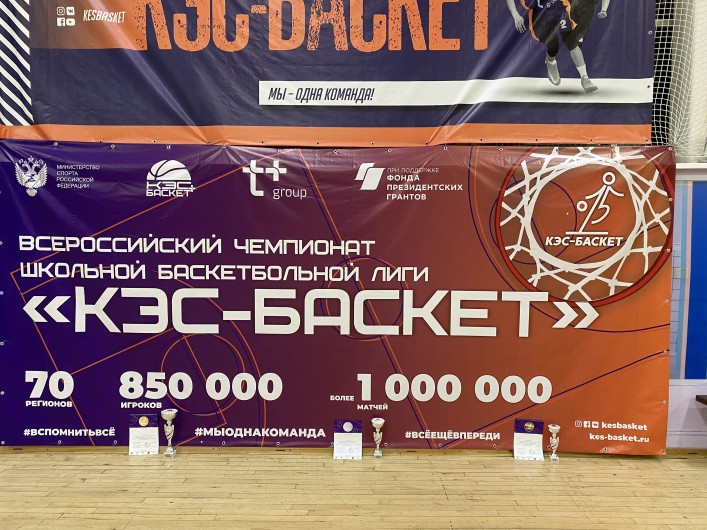 KESBASKET
КЭС-БАСКЕТ
МЫ – ОДНА КОМАНДА!
МИНИСТЕРСТВО
СПОРТА
РОССИЙСКОЙ
ФЕДЕРАЦИИ
КЭС
БАСКЕТ
t+
group
ПРИ ПОДДЕРЖКЕ
ФОНДА
ПРЕЗИДЕНТСКИХ
ГРАНТОВ
КЭС-БАСКЕТ
ВСЕРОССИЙСКИЙ ЧЕМПИОНАТ
ШКОЛЬНОЙ БАСКЕТБОЛЬНОЙ ЛИГИ
«КЭС-БАСКЕТ»
70
РЕГИОНОВ
850 000
ИГРОКОВ
БОЛЕЕ 1 000 000
МАТЧЕЙ
#ВСПОМНИТЬВСЁ
#МЫОДНАКОМАНДА
#ВСЁЕЩЁВПЕРЕДИ
kesbasket
kes-basket.ru